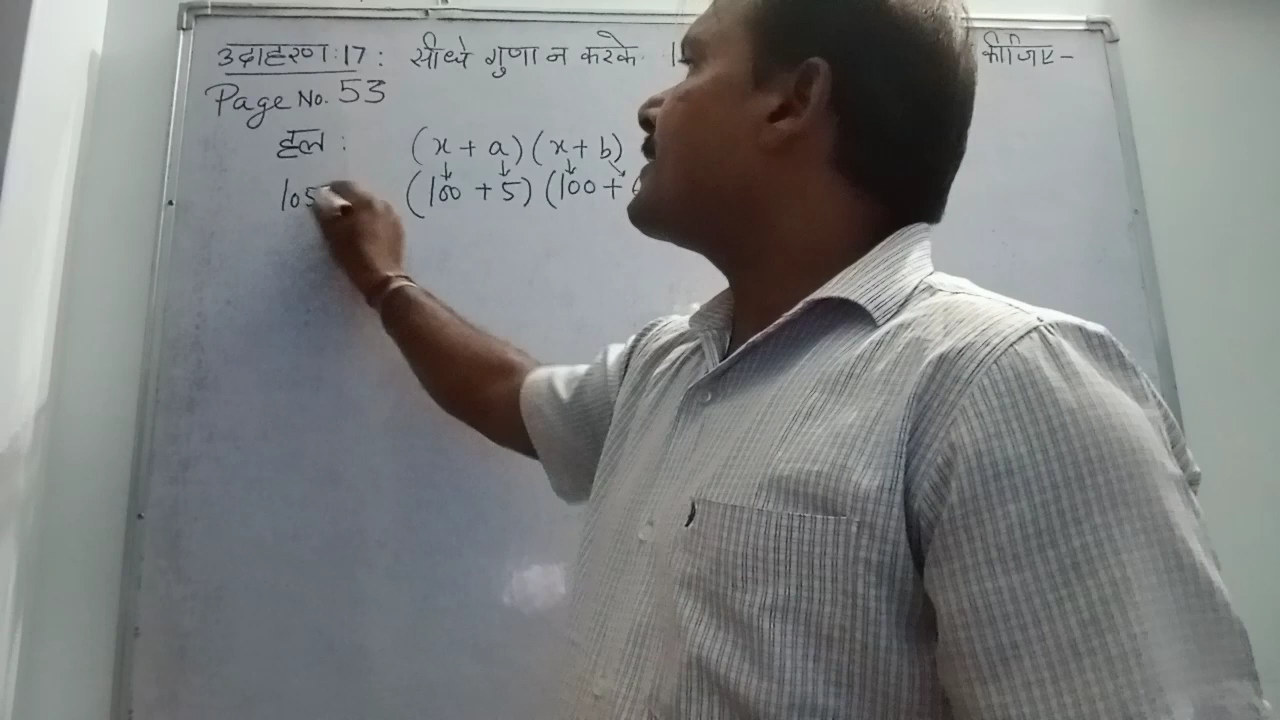 उदाहरण:17: सीधे गुणा न करके कीजिए-
Page No. 53
हल: (x + a)(x + b)
105 (100 + 5)(100 +